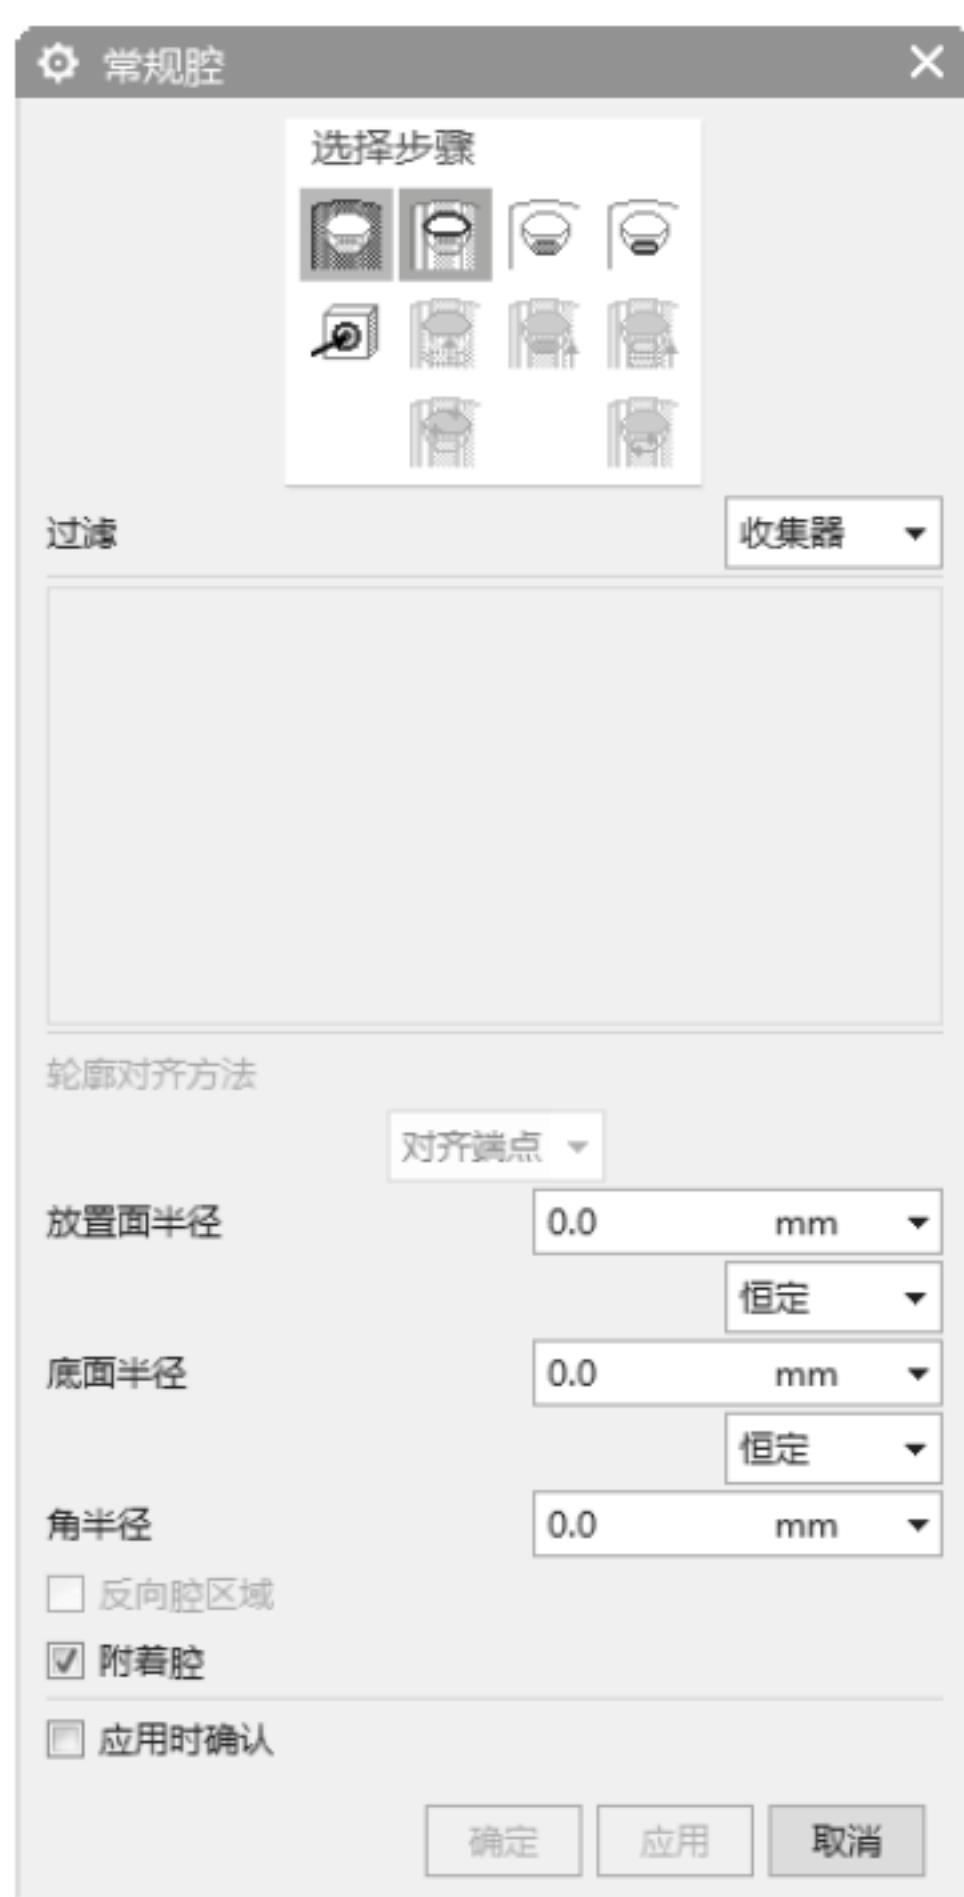 常规腔
选择步骤
过滤 收集器
轮廓对齐方法
对齐端点
放置面半径 0.0 mm
恒定
底面半径 0.0 mm
恒定
角半径 0.0 mm
反向腔区域
附着腔
应用时确认
确定 应用 取消